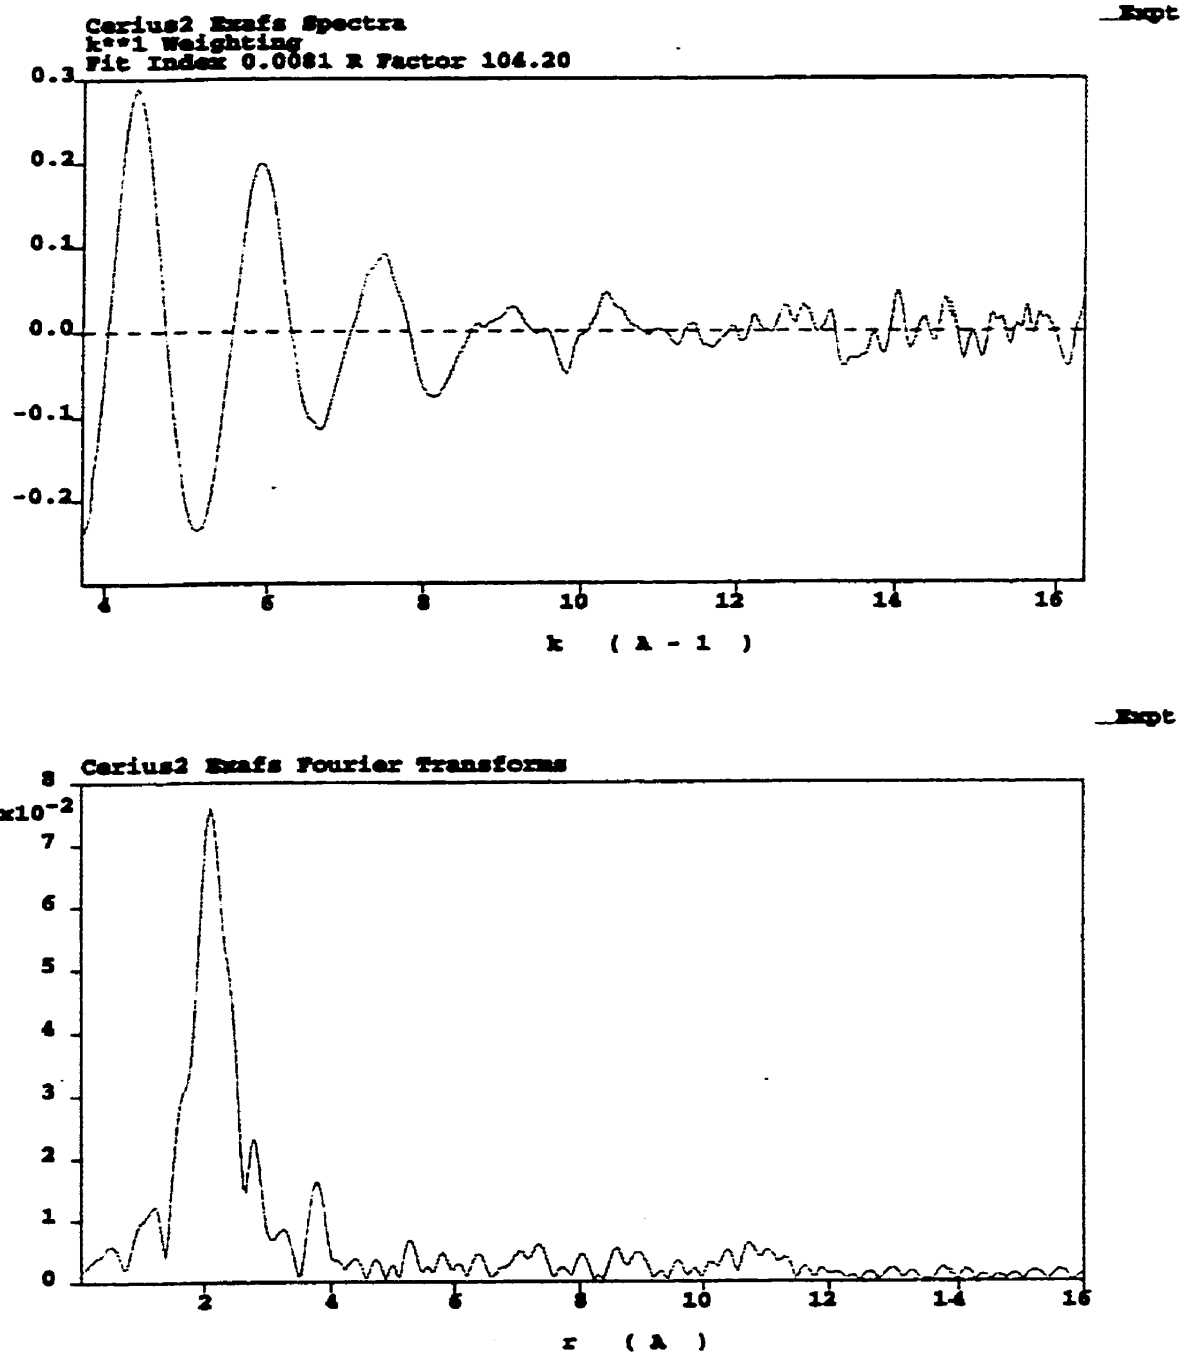 _Expt
Cerius2 Exafs Spectra
k**1 Weighting
Fit Index 0.0081 R Factor 104.20
0.3
0.2
0.1
0.0
-0.1
-0.2
4 6 8 10 12 14 16
k ( A - 1 )
_Expt
Cerius2 Exafs Fourier Transforms
8
x10-2
7
6
5
4
3
2
1
0
2 4 6 8 10 12 14 16
r ( A )